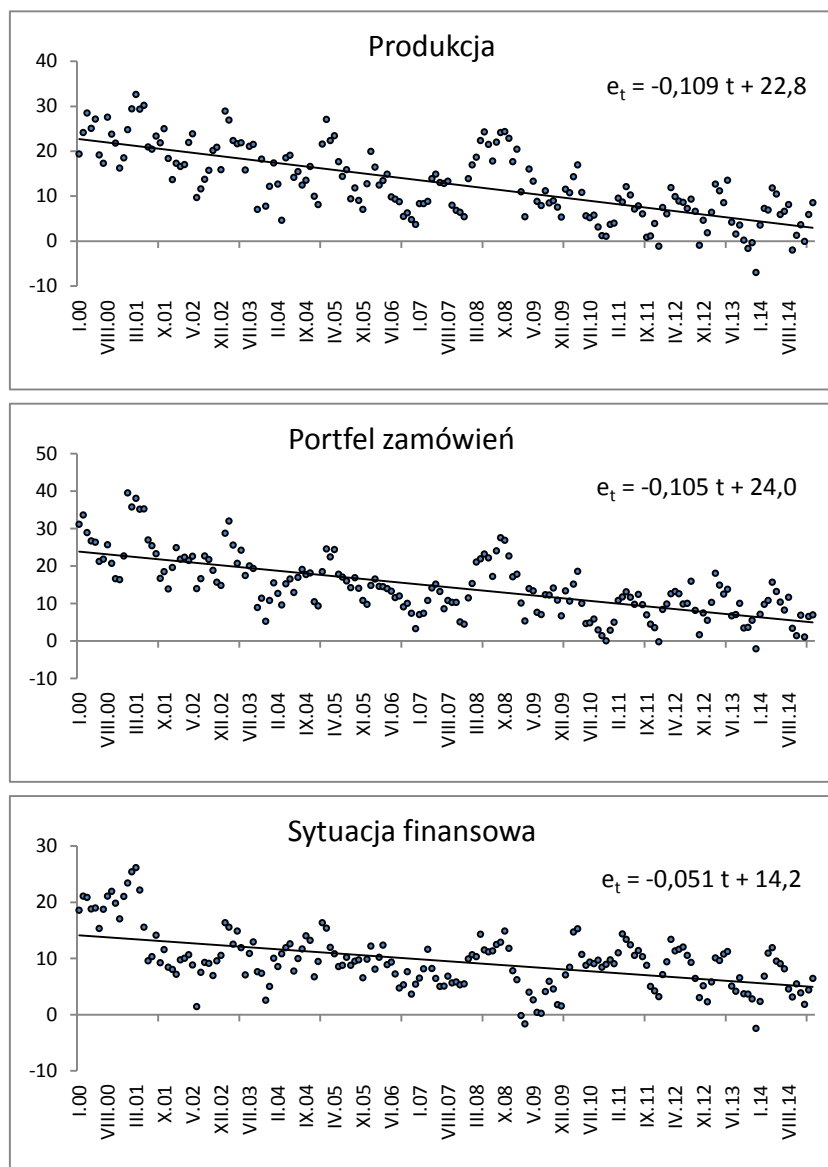 Produkcja
e_t = -0,109 t + 22,8
40
30
20
10
0
-10
I.00
VIII.00
III.01
X.01
V.02
XII.02
VII.03
II.04
IX.04
IV.05
XI.05
VI.06
I.07
VIII.07
III.08
X.08
V.09
XII.09
VII.10
II.11
IX.11
IV.12
XI.12
VI.13
I.14
VIII.14
Portfel zamówień
e_t = -0,105 t + 24,0
50
40
30
20
10
0
-10
I.00
VIII.00
III.01
X.01
V.02
XII.02
VII.03
II.04
IX.04
IV.05
XI.05
VI.06
I.07
VIII.07
III.08
X.08
V.09
XII.09
VII.10
II.11
IX.11
IV.12
XI.12
VI.13
I.14
VIII.14
Sytuacja finansowa
e_t = -0,051 t + 14,2
30
20
10
0
-10
I.00
VIII.00
III.01
X.01
V.02
XII.02
VII.03
II.04
IX.04
IV.05
XI.05
VI.06
I.07
VIII.07
III.08
X.08
V.09
XII.09
VII.10
II.11
IX.11
IV.12
XI.12
VI.13
I.14
VIII.14